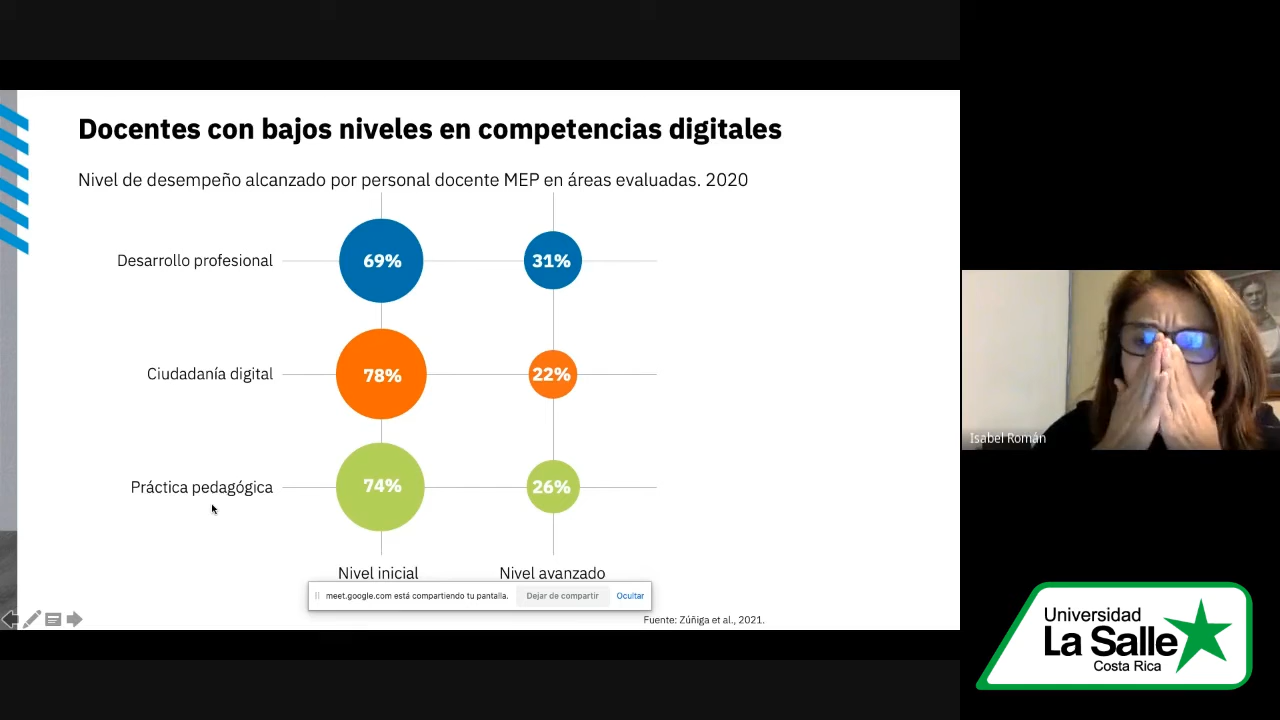 Docentes con bajos niveles en competencias digitales
Nivel de desempeño alcanzado por personal docente MEP en áreas evaluadas. 2020
Desarrollo profesional
69%
31%
Ciudadanía digital
78%
22%
Práctica pedagógica
74%
26%
Nivel inicial
Nivel avanzado
meet.google.com está compartiendo tu pantalla.
Dejar de compartir
Ocultar
Fuente: Zúñiga et al., 2021.
Isabel Román
Universidad
La Salle
Costa Rica